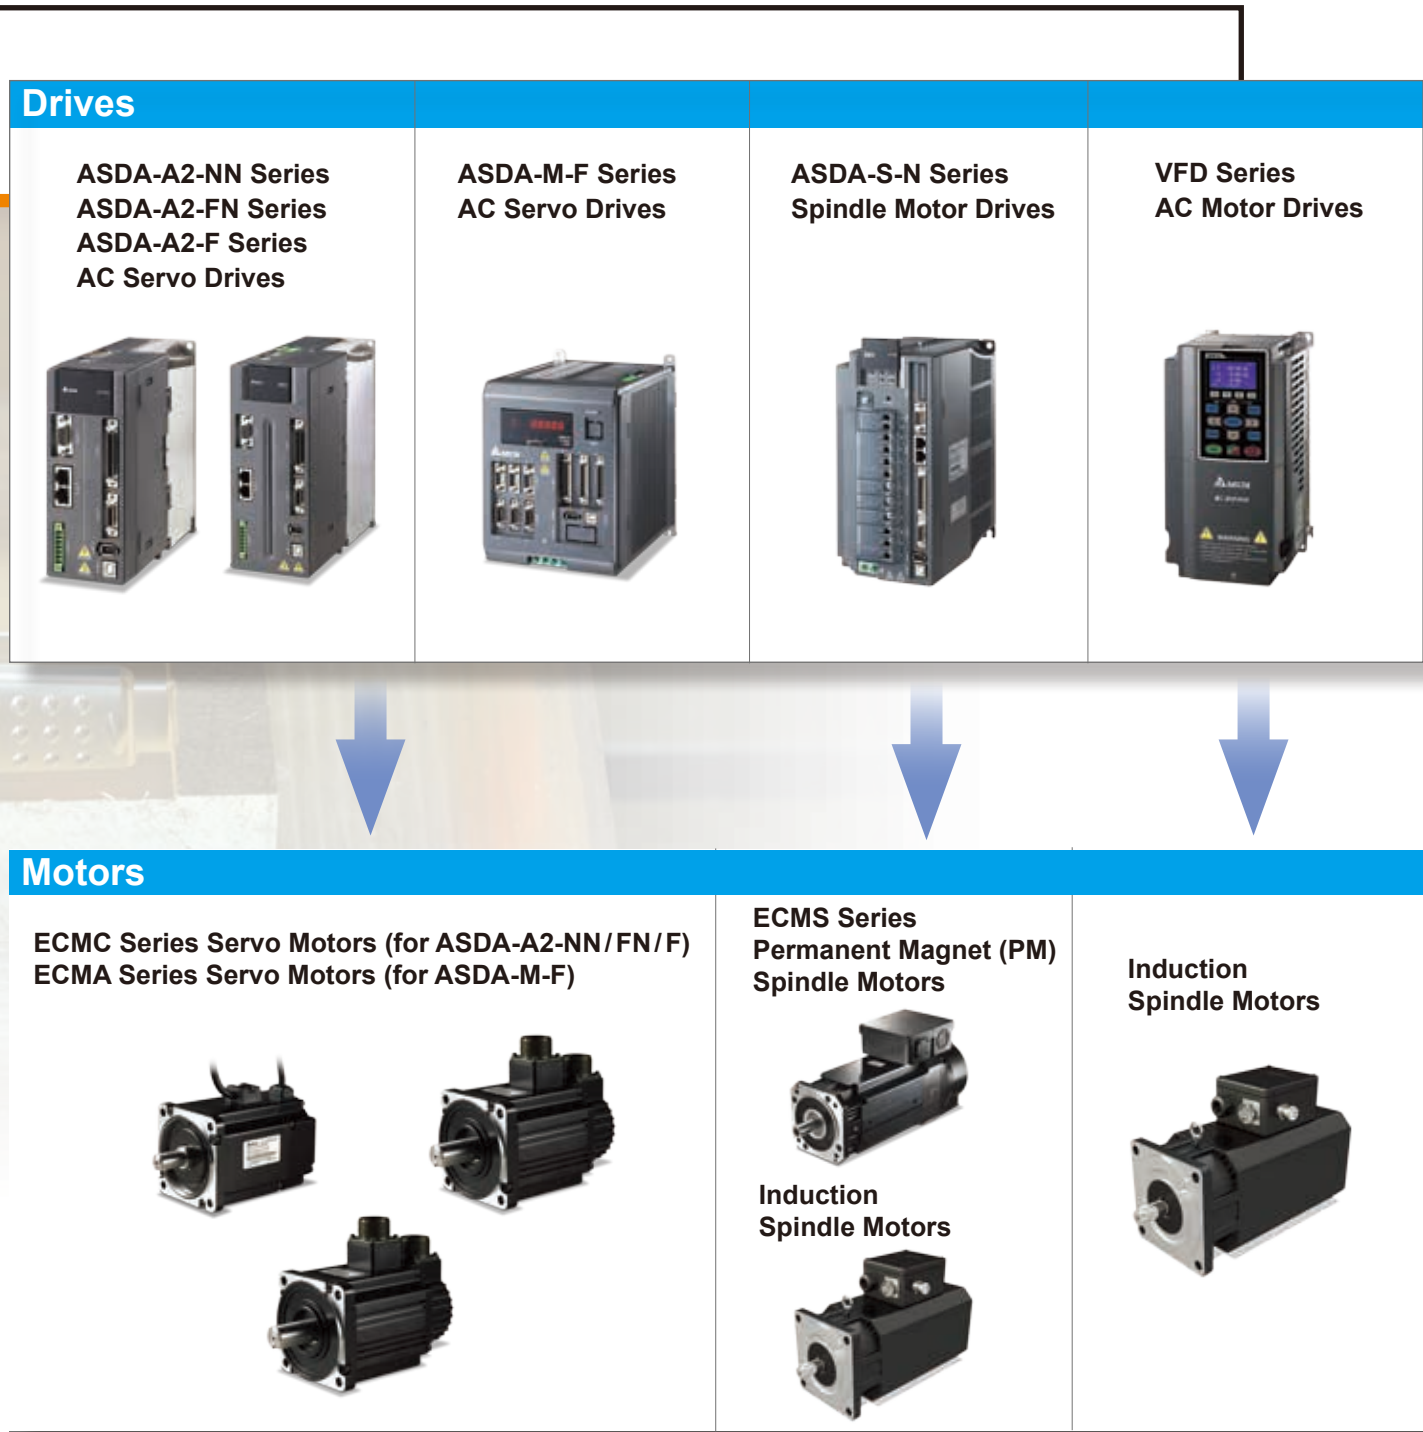 Drives
ASDA-A2-NN Series
ASDA-A2-FN Series
ASDA-A2-F Series
AC Servo Drives
ASDA-M-F Series
AC Servo Drives
ASDA-S-N Series
Spindle Motor Drives
VFD Series
AC Motor Drives
Motors
ECMC Series Servo Motors (for ASDA-A2-NN/FN/F)
ECMA Series Servo Motors (for ASDA-M-F)
ECMS Series
Permanent Magnet (PM)
Spindle Motors
Induction
Spindle Motors
Induction
Spindle Motors